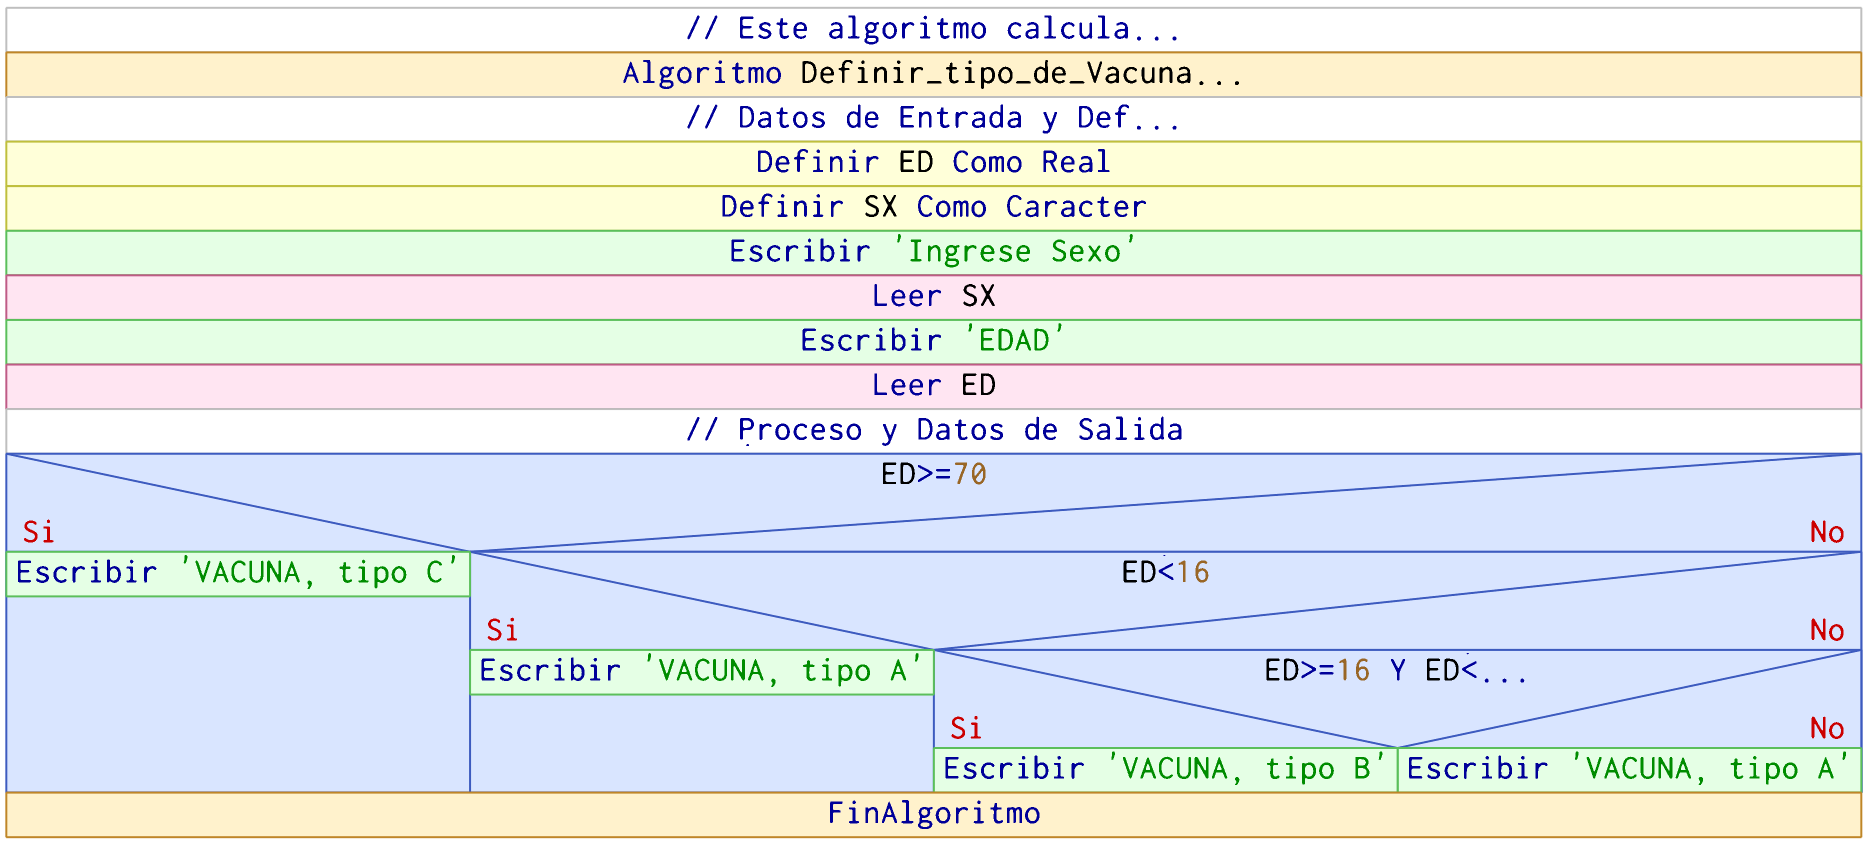 // Este algoritmo calcula...
Algoritmo Definir_tipo_de_Vacuna...
// Datos de Entrada y Def...
Definir ED Como Real
Definir SX Como Caracter
Escribir 'Ingrese Sexo'
Leer SX
Escribir 'EDAD'
Leer ED
// Proceso y Datos de Salida
ED>=70
Si
No
Escribir 'VACUNA, tipo C'
ED<16
Si
No
Escribir 'VACUNA, tipo A'
ED>=16 Y ED<...
Si
No
Escribir 'VACUNA, tipo B'
Escribir 'VACUNA, tipo A'
FinAlgoritmo